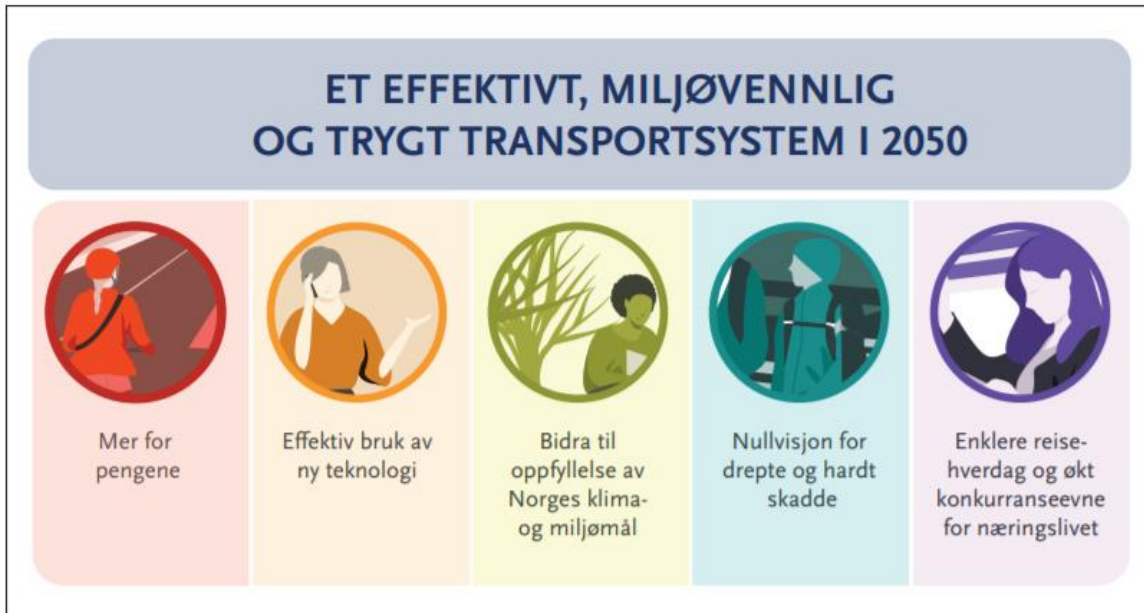 ET EFFEKTIVT, MILJØVENNLIG
OG TRYGT TRANSPORTSYSTEM I 2050
Mer for
pengene
Effektiv bruk av
ny teknologi
Bidra til
oppfyllelse av
Norges klima-
og miljømål
Nullvisjon for
drepte og hardt
skadde
Enklere reise-
hverdag og økt
konkurranseevne
for næringslivet